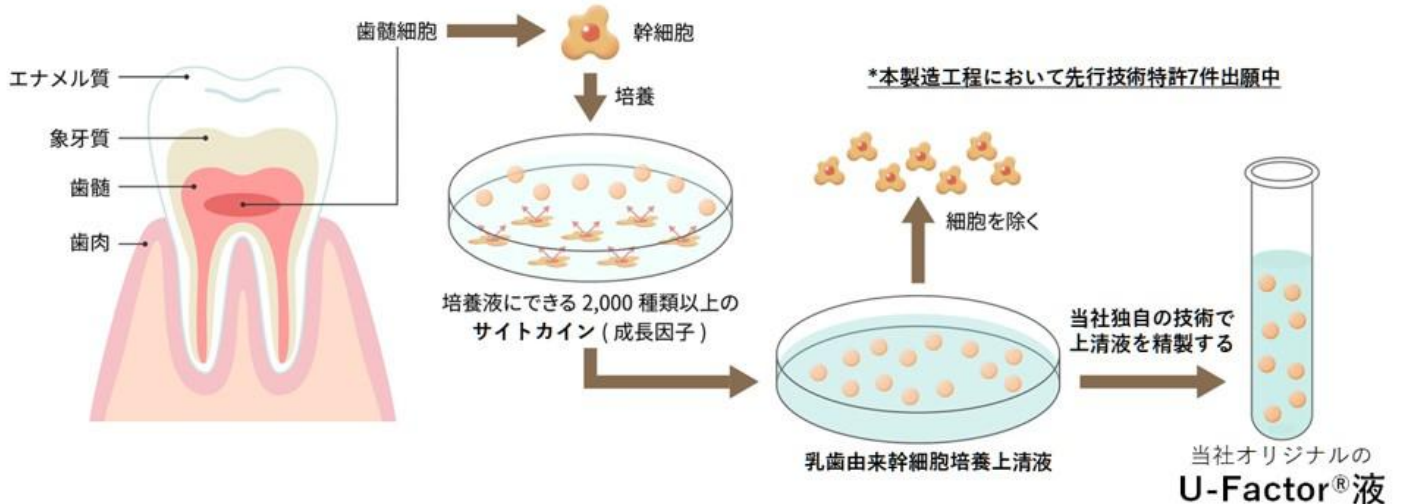 歯髄細胞
幹細胞
エナメル質
象牙質
歯髄
歯肉
培養
*本製造工程において先行技術特許7件出願中
細胞を除く
培養液にできる 2,000 種類以上の
サイトカイン ( 成長因子 )
当社独自の技術で
上清液を精製する
乳歯由来幹細胞培養上清液
当社オリジナルの
U-Factor®液